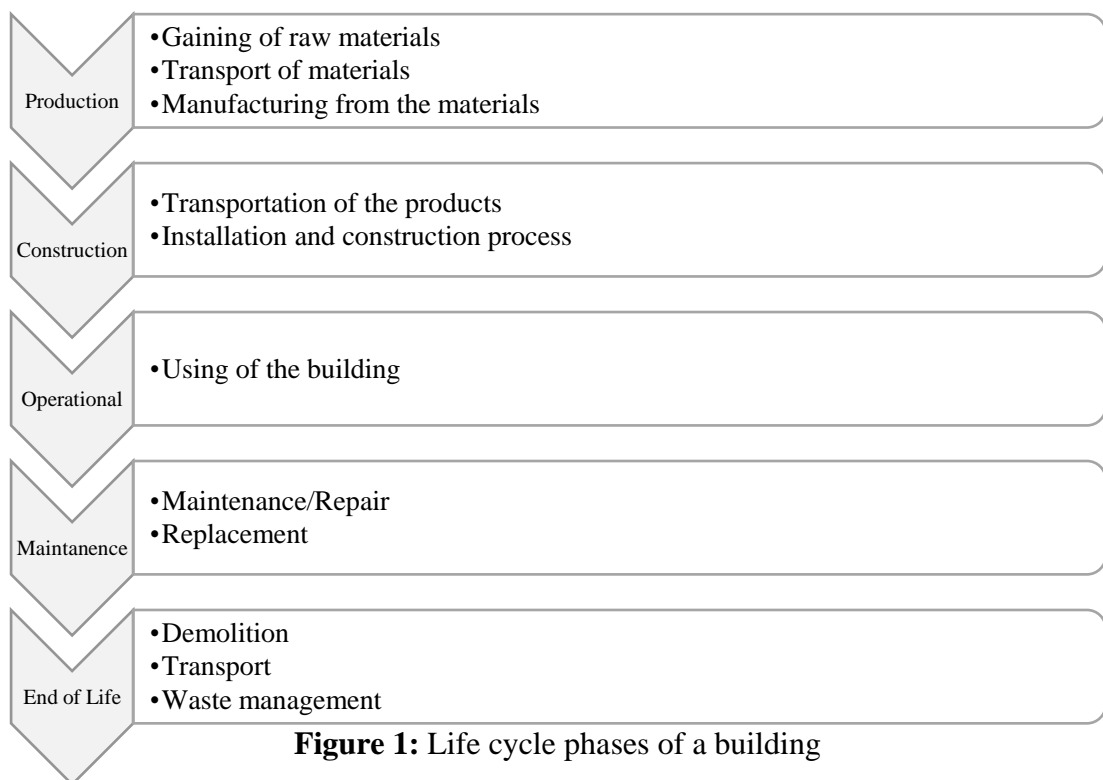 Production
•Gaining of raw materials
•Transport of materials
•Manufacturing from the materials
Construction
•Transportation of the products
•Installation and construction process
Operational
•Using of the building
Maintanence
•Maintenance/Repair
•Replacement
End of Life
•Demolition
•Transport
•Waste management
Figure 1: Life cycle phases of a building